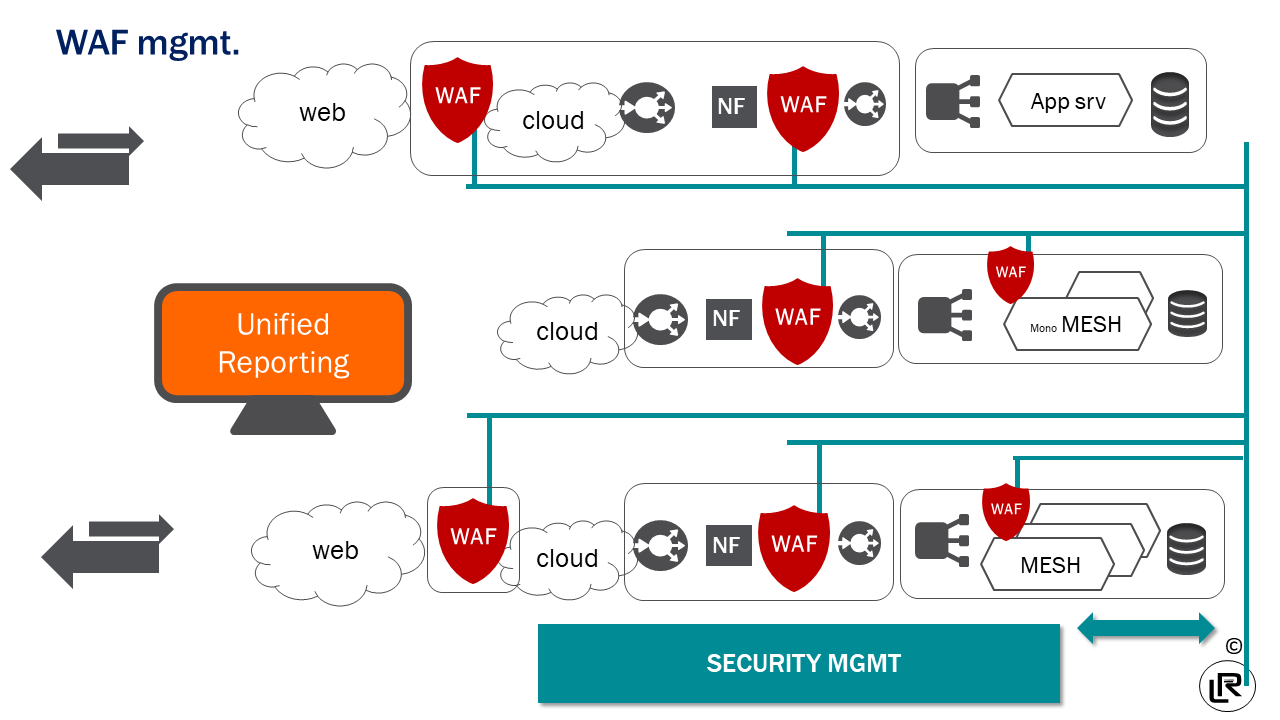 WAF mgmt.
web
WAF
cloud
NF
WAF
App srv
cloud
NF
WAF
WAF
Mono MESH
Unified
Reporting
web
WAF
cloud
NF
WAF
WAF
MESH
SECURITY MGMT
©
LR